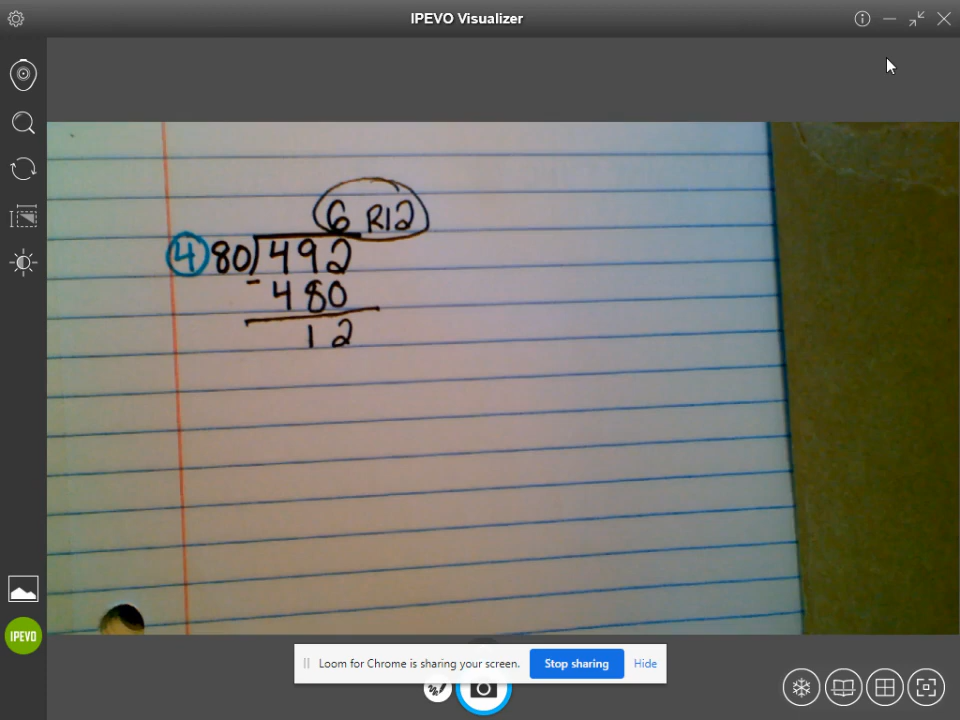 IPEVO Visualizer
6 R12
4 80)492
- 480
12
IPEVO
Loom for Chrome is sharing your screen. Stop sharing Hide